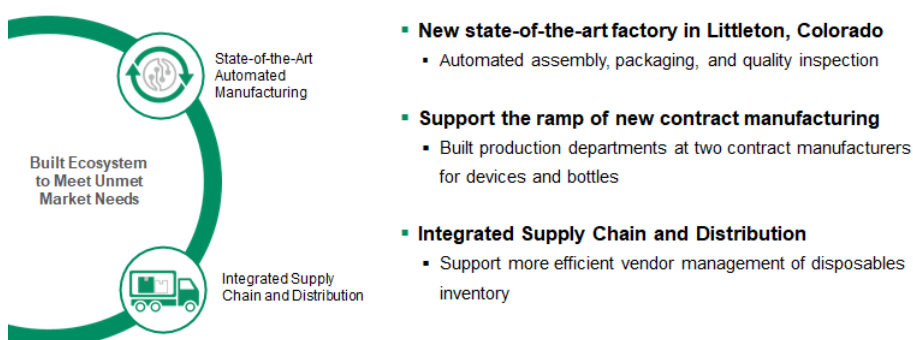 State-of-the-Art
Automated
Manufacturing
Built Ecosystem
to Meet Unmet
Market Needs
Integrated Supply
Chain and Distribution
▪ New state-of-the-art factory in Littleton, Colorado
▪ Automated assembly, packaging, and quality inspection
▪ Support the ramp of new contract manufacturing
▪ Built production departments at two contract manufacturers
for devices and bottles
▪ Integrated Supply Chain and Distribution
▪ Support more efficient vendor management of disposables
inventory